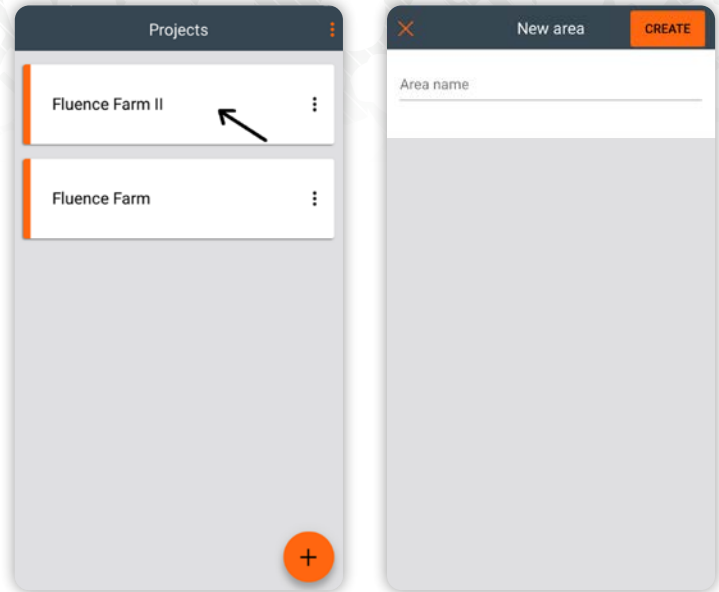 Projects
Fluence Farm II
Fluence Farm
New area
CREATE
Area name